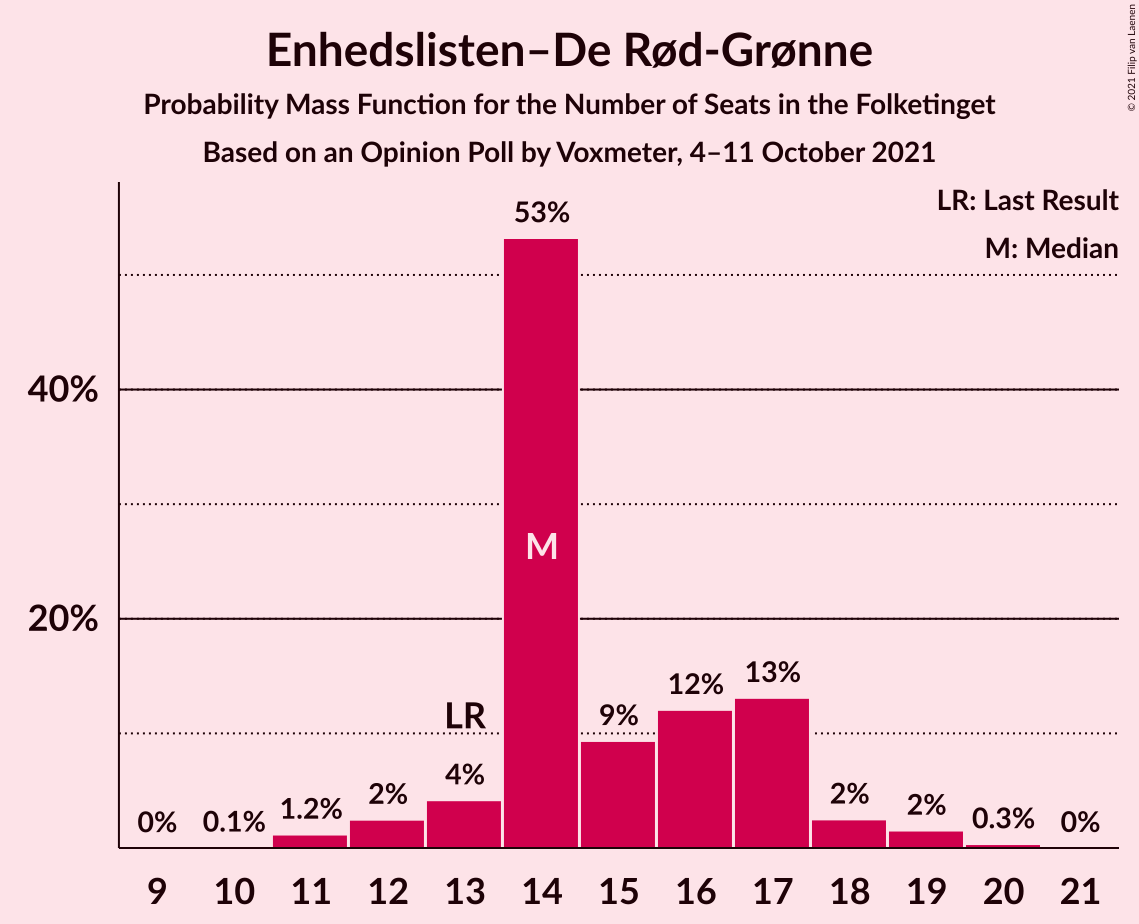 Enhedslisten–De Rød-Grønne
Probability Mass Function for the Number of Seats in the Folketinget
Based on an Opinion Poll by Voxmeter, 4–11 October 2021
© 2021 Filip van Laenen
LR: Last Result
M: Median
53%
40%
M
20%
13%
12%
LR
9%
4%
2%
2%
2%
1.2%
0.3%
0%
0.1%
0%
9 10 11 12 13 14 15 16 17 18 19 20 21